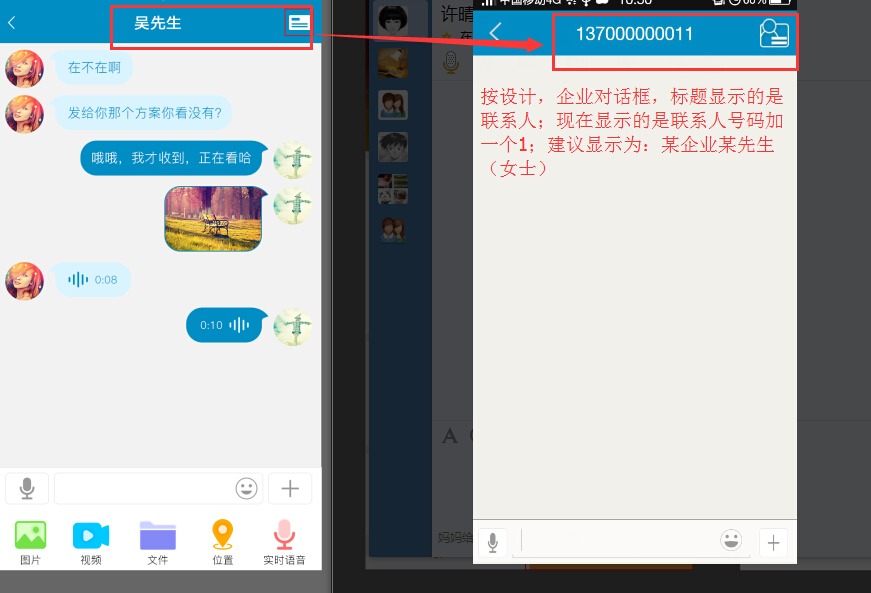 吴先生
在不在啊
发给你那个方案你看没有?
哦哦，我才收到，正在看哈
0:08
0:10
图片
视频
文件
位置
实时语音
许晴
137000000011
按设计，企业对话框，标题显示的是
联系人；现在显示的是联系人号码加
一个1；建议显示为：某企业某先生
（女士）
A
妈妈给